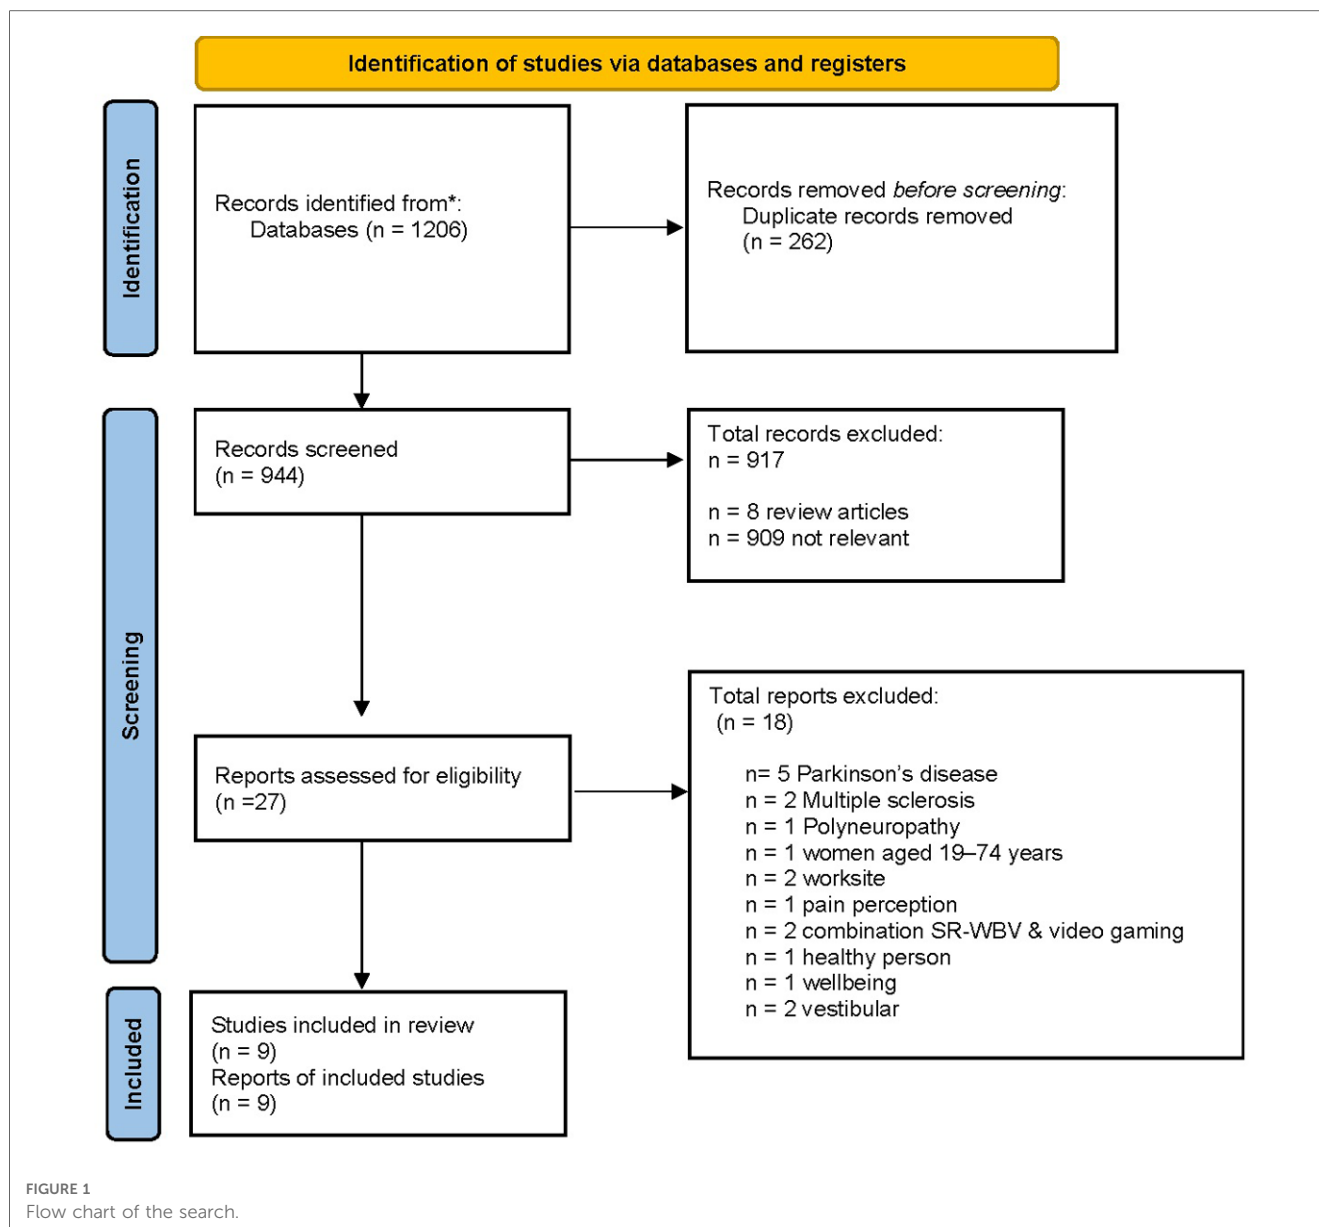 Identification of studies via databases and registers
Identification
Records identified from*:
Databases (n = 1206)
Records removed before screening:
Duplicate records removed
(n = 262)
Screening
Records screened
(n = 944)
Total records excluded:
n = 917
n = 8 review articles
n = 909 not relevant
Reports assessed for eligibility
(n =27)
Total reports excluded:
(n = 18)
n= 5 Parkinson’s disease
n = 2 Multiple sclerosis
n = 1 Polyneuropathy
n = 1 women aged 19–74 years
n = 2 worksite
n = 1 pain perception
n = 2 combination SR-WBV & video gaming
n = 1 healthy person
n = 1 wellbeing
n = 2 vestibular
Included
Studies included in review
(n = 9)
Reports of included studies
(n = 9)
FIGURE 1
Flow chart of the search.